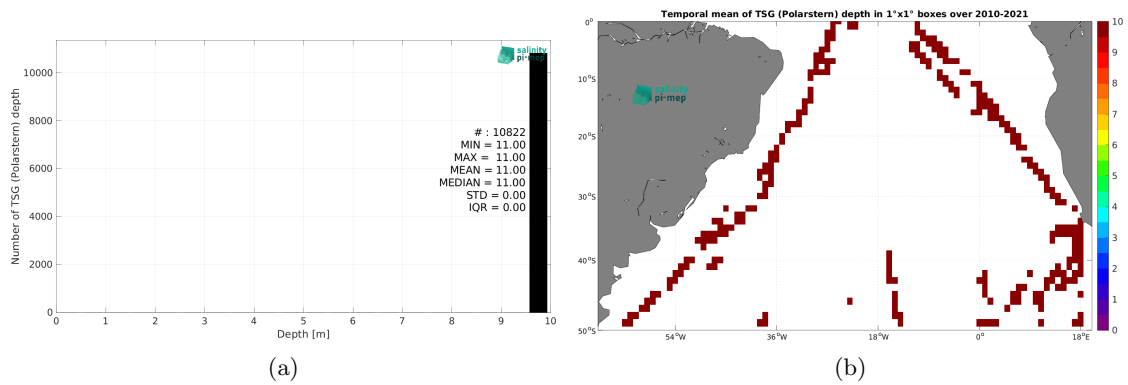 Temporal mean of TSG (Polarstern) depth in 1°x1° boxes over 2010-2021
Number of TSG (Polarstern) depth
10000
8000
6000
4000
2000
0
salinity
pi-mep
# : 10822
MIN = 11.00
MAX = 11.00
MEAN = 11.00
MEDIAN = 11.00
STD = 0.00
IQR = 0.00
0 1 2 3 4 5 6 7 8 9 10
Depth [m]
(a)
0°
10°S
20°S
30°S
40°S
50°S
salinity
pi-mep
54°W 36°W 18°W 0° 18°E
10
9
8
7
6
5
4
3
2
1
0
(b)